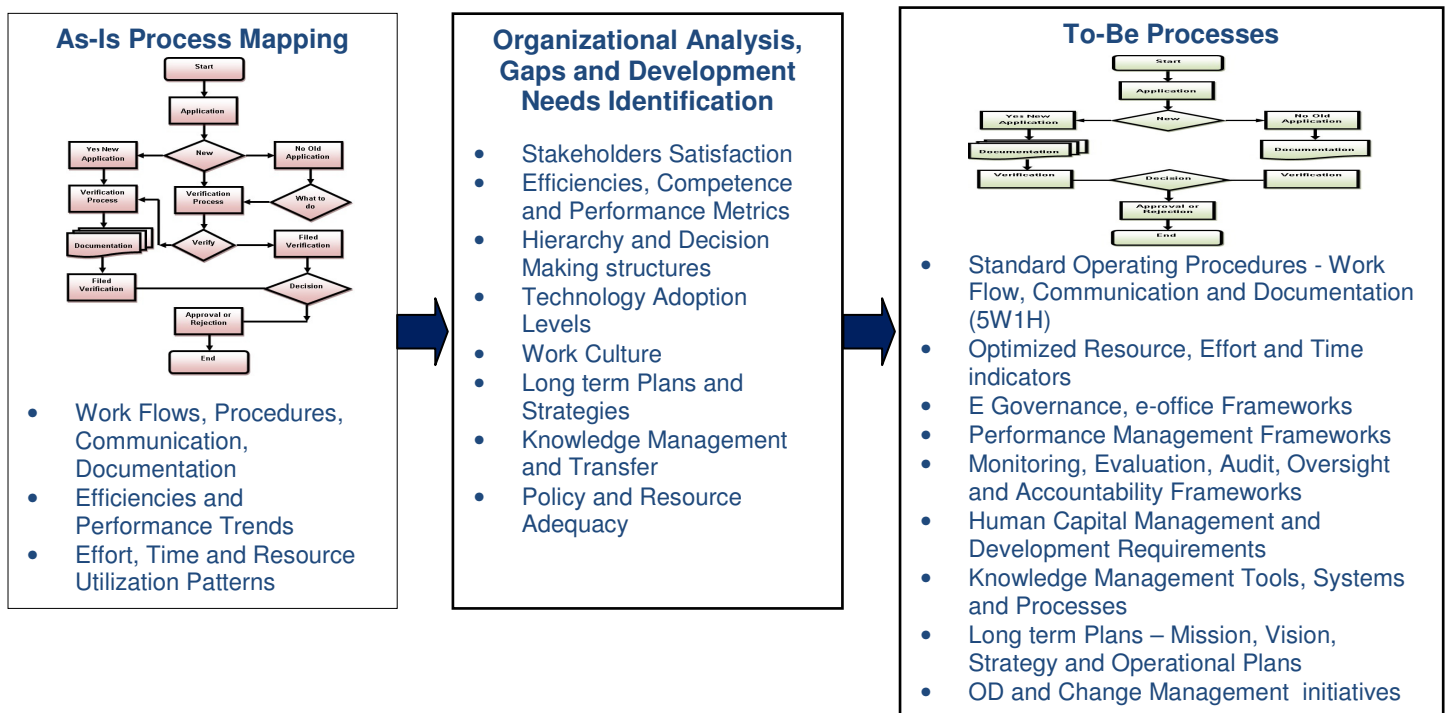 As-Is Process Mapping
Start
Application
Yes New
Application
New
No Old
Application
Verification
Process
Verification
Process
What to
do
Documentation
Verify
Filed
Verification
Filed
Verification
Decision
Approval or
Rejection
End
• Work Flows, Procedures,
Communication,
Documentation
• Efficiencies and
Performance Trends
• Effort, Time and Resource
Utilization Patterns
Organizational Analysis,
Gaps and Development
Needs Identification
• Stakeholders Satisfaction
• Efficiencies, Competence
and Performance Metrics
• Hierarchy and Decision
Making structures
• Technology Adoption
Levels
• Work Culture
• Long term Plans and
Strategies
• Knowledge Management
and Transfer
• Policy and Resource
Adequacy
To-Be Processes
Start
Application
Yes New
Application
New
No Old
Application
Documentation
Documentation
Verification
Decision
Verification
Approval or
Rejection
End
• Standard Operating Procedures - Work
Flow, Communication and Documentation
(5W1H)
• Optimized Resource, Effort and Time
indicators
• E Governance, e-office Frameworks
• Performance Management Frameworks
• Monitoring, Evaluation, Audit, Oversight
and Accountability Frameworks
• Human Capital Management and
Development Requirements
• Knowledge Management Tools, Systems
and Processes
• Long term Plans – Mission, Vision,
Strategy and Operational Plans
• OD and Change Management initiatives